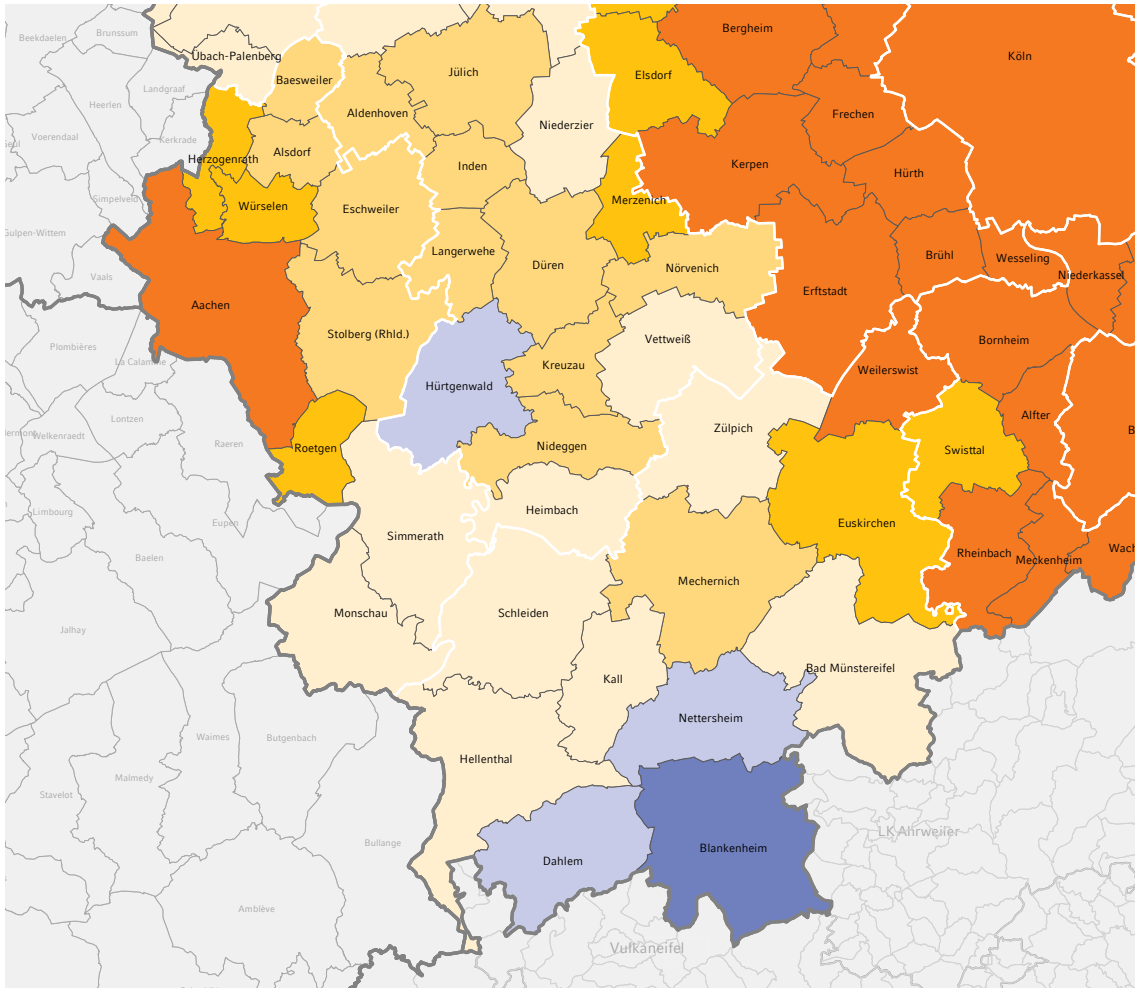 Brunssum
Beekdaelen
Bergheim
Übach-Palenberg
Köln
Jülich
Elsdorf
Baesweiler
Landgraaf
Heerlen
Aldenhoven
Frechen
Niederzier
Voerendaal
Kerkrade
Alsdorf
Herzogenrath
Inden
Kerpen
Hürth
Simpelveld
Merzenich
Würselen
Eschweiler
Gulpen-Wittem
Langerwehe
Düren
Nörvenich
Brühl
Wesseling
Niederkassel
Vaals
Erftstadt
Aachen
Stolberg (Rhld.)
Vettweiß
Bornheim
Plombières
La Calamine
Kreuzau
Weilerswist
Hürtgenwald
Alfter
Lontzen
Zülpich
Welkenraedt
Raeren
Roetgen
Nideggen
Swisttal
Limbourg
Eupen
Heimbach
Euskirchen
Simmerath
Baelen
Rheinbach
Meckenheim
Mechernich
Monschau
Schleiden
Jalhay
Bad Münstereifel
Kall
Nettersheim
Waimes
Butgenbach
Hellenthal
Malmedy
Stavelot
LK Ahrweiler
Bullange
Blankenheim
Dahlem
Amblève
Vulkaneifel